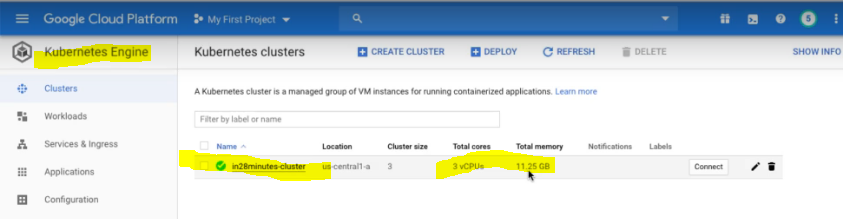 Google Cloud Platform My First Project 5
Kubernetes Engine Kubernetes clusters CREATE CLUSTER DEPLOY REFRESH DELETE SHOW INFO
Clusters
A Kubernetes cluster is a managed group of VM instances for running containerized applications. Learn more
Workloads
Filter by label or name
Services & Ingress
Name Location Cluster size Total cores Total memory Notifications Labels
Applications
in28minutes-cluster us-central1-a 3 3 vCPUs 11.25 GB Connect
Configuration